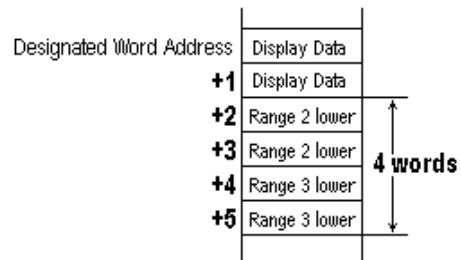 Designated Word Address Display Data
+1 Display Data
+2 Range 2 lower
+3 Range 2 lower
4 words
+4 Range 3 lower
+5 Range 3 lower